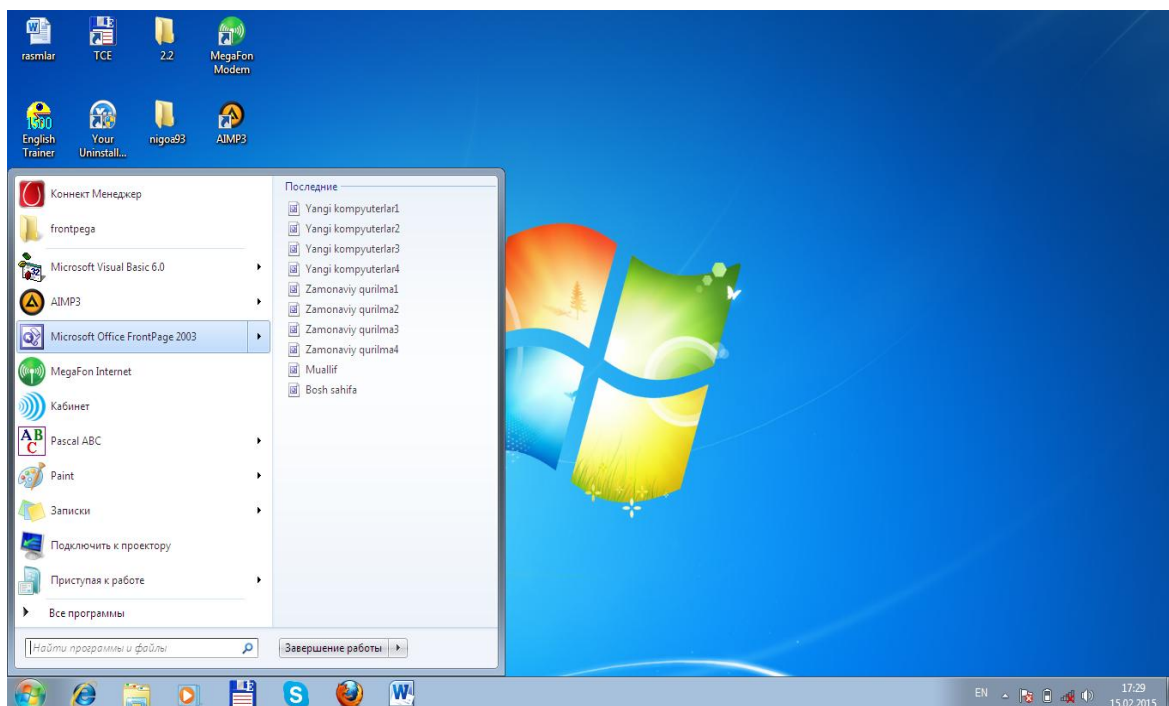 rasmlar
TCE
2.2
MegaFon
Modem
1500
English
Trainer
Your
Uninstall...
nigoa93
AIMP3
Коннект Менеджер
frontpega
Microsoft Visual Basic 6.0
AIMP3
Microsoft Office FrontPage 2003
MegaFon Internet
Кабинет
ABC
Pascal ABC
Paint
Записки
Подключить к проектору
Приступая к работе
Все программы
Найти программы и файлы
Завершение работы
Последние
Yangi kompyuterlar1
Yangi kompyuterlar2
Yangi kompyuterlar3
Yangi kompyuterlar4
Zamonaviy qurilma1
Zamonaviy qurilma2
Zamonaviy qurilma3
Zamonaviy qurilma4
Muallif
Bosh sahifa
EN
17:29
15.02.2015